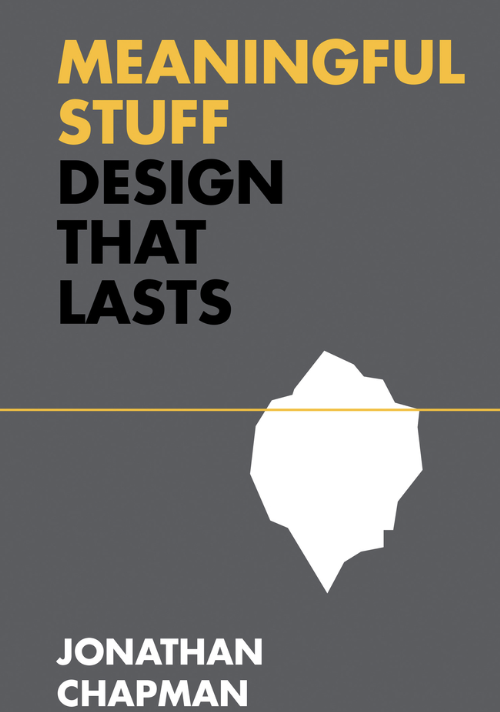 MEANINGFUL
STUFF
DESIGN
THAT
LASTS
JONATHAN
CHAPMAN